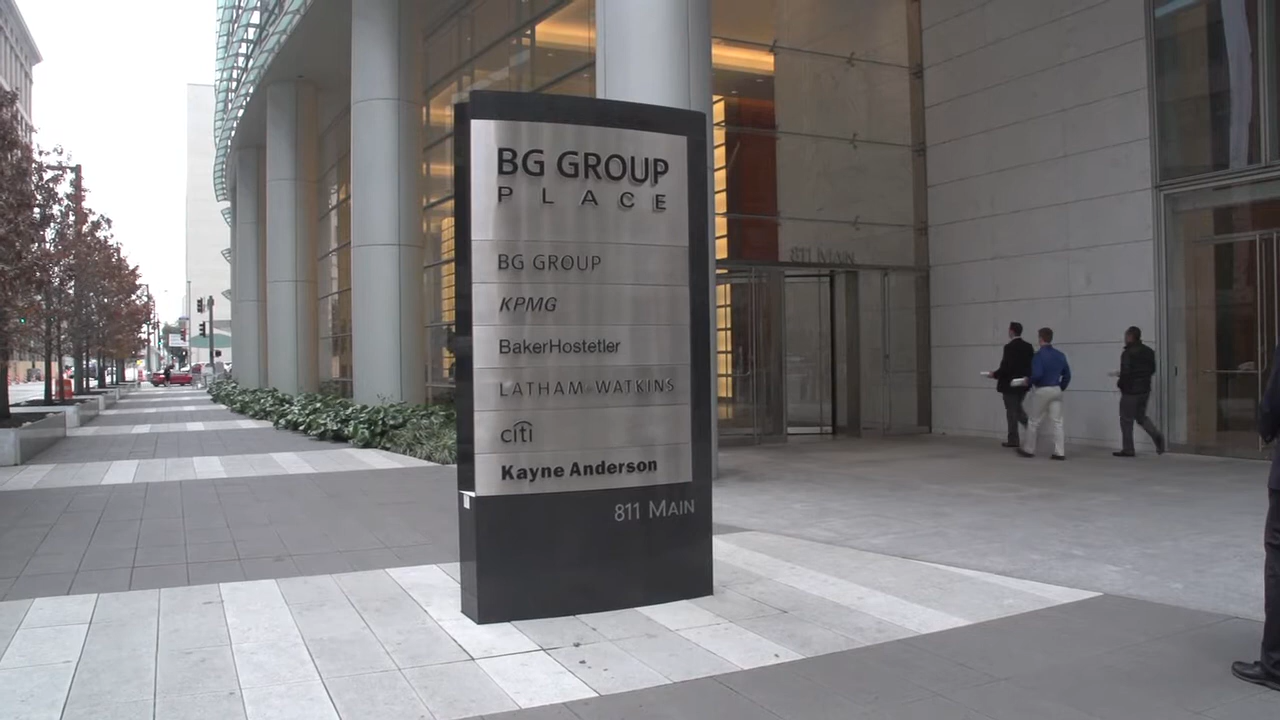 BG GROUP
PLACE
BG GROUP
KPMG
BakerHostetler
LATHAM & WATKINS
citi
Kayne Anderson
811 MAIN
811 MAIN